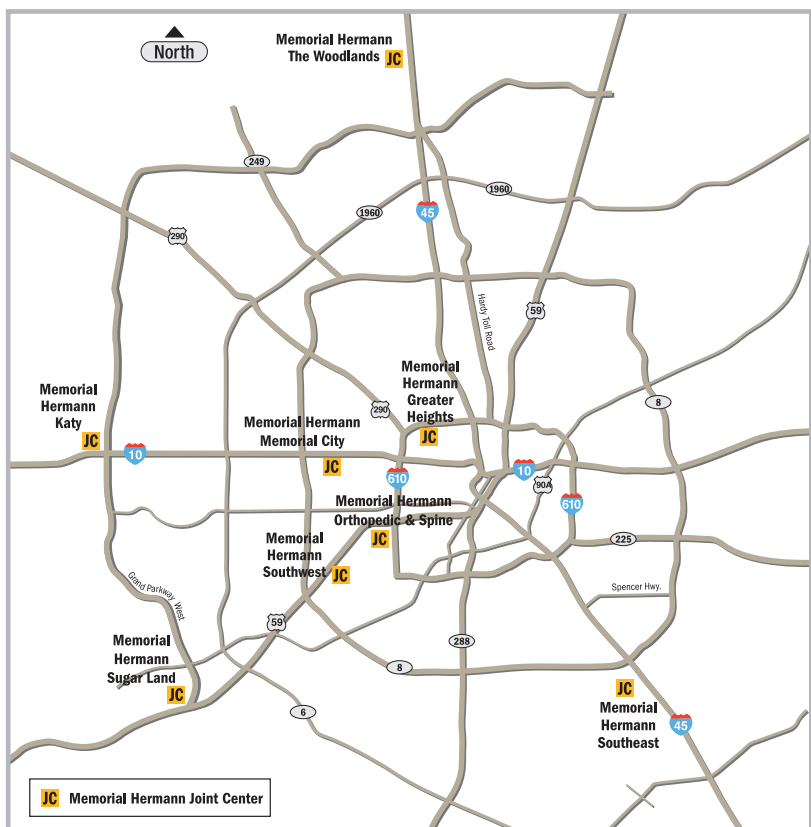 North
Memorial Hermann
The Woodlands
JC
249
1960
1960
45
290
59
Hardy Toll Road
Memorial
Hermann
Greater
Heights
JC
290
8
Memorial
Hermann
Katy
JC
Memorial Hermann
Memorial City
JC
10
10
610
90A
610
Memorial Hermann
Orthopedic & Spine
JC
225
Memorial
Hermann
Southwest
JC
Grand Parkway West
Spencer Hwy.
59
288
Memorial
Hermann
Sugar Land
JC
8
6
JC
Memorial
Hermann
Southeast
45
JC Memorial Hermann Joint Center